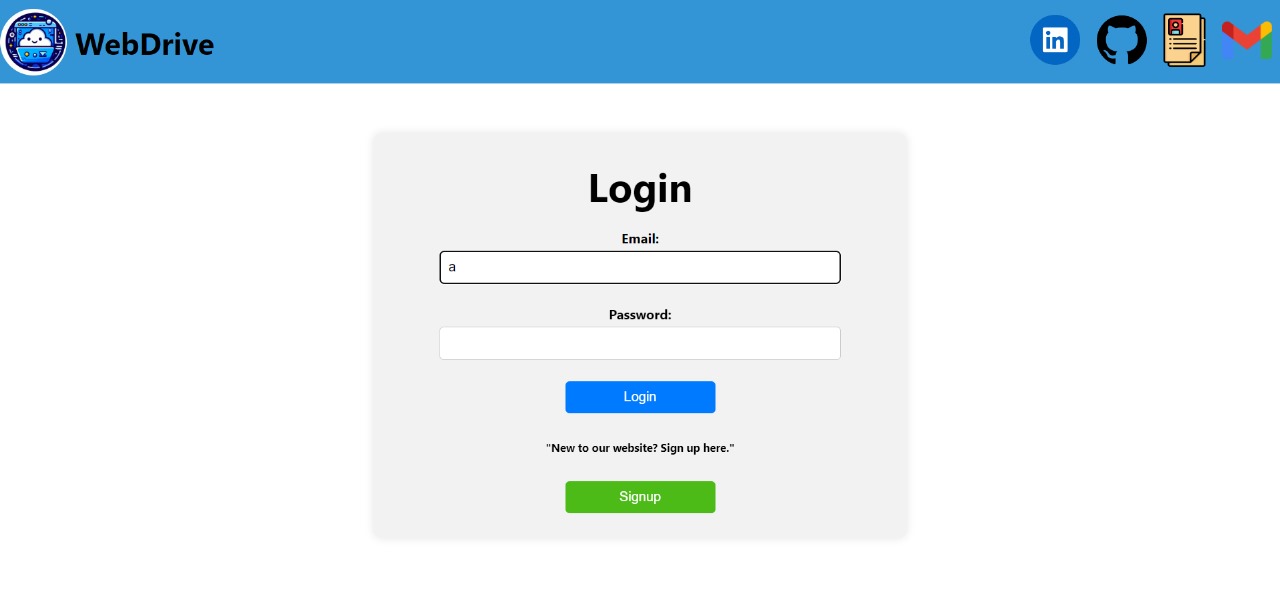 WebDrive
in
Login
Email:
a
Password:
Login
"New to our website? Sign up here."
Signup